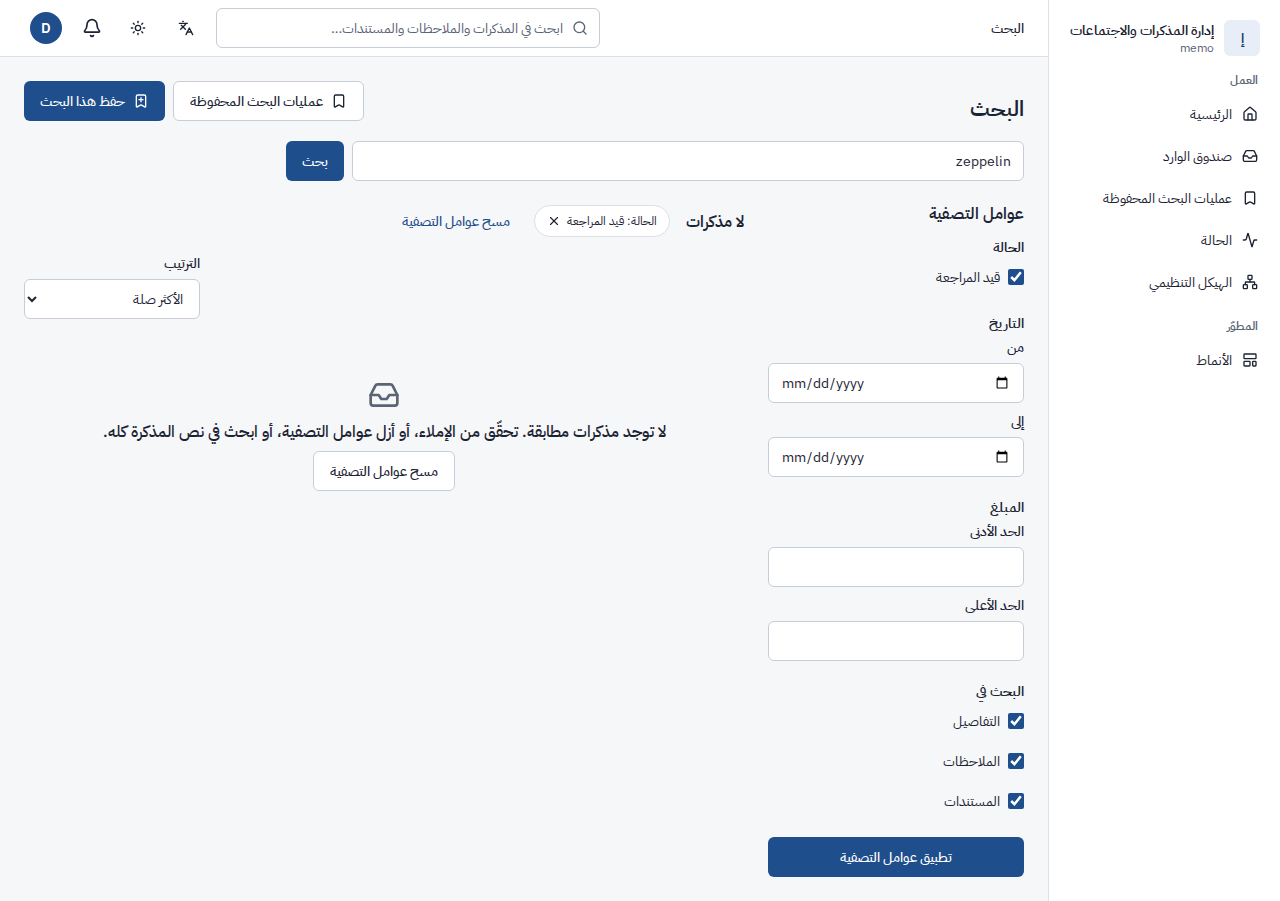 إدارة المذكرات والاجتماعات
memo
إ
العمل
الرئيسية
صندوق الوارد
عمليات البحث المحفوظة
الحالة
الهيكل التنظيمي
المطوّر
الأنماط
البحث
ابحث في المذكرات والملاحظات والمستندات...
D
البحث
عمليات البحث المحفوظة
حفظ هذا البحث
zeppelin
بحث
عوامل التصفية
الحالة
قيد المراجعة
التاريخ
من
mm/dd/yyyy
إلى
mm/dd/yyyy
المبلغ
الحد الأدنى
الحد الأعلى
البحث في
التفاصيل
الملاحظات
المستندات
تطبيق عوامل التصفية
لا مذكرات
الحالة: قيد المراجعة
مسح عوامل التصفية
الترتيب
الأكثر صلة
لا توجد مذكرات مطابقة. تحقّق من الإملاء، أو أزل عوامل التصفية، أو ابحث في نص المذكرة كله.
مسح عوامل التصفية